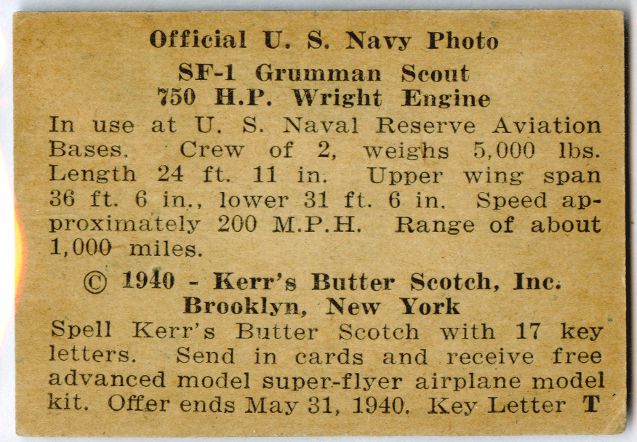 Official U. S. Navy Photo
SF-1 Grumman Scout
750 H.P. Wright Engine
In use at U. S. Naval Reserve Aviation
Bases. Crew of 2, weighs 5,000 lbs.
Length 24 ft. 11 in. Upper wing span
36 ft. 6 in., lower 31 ft. 6 in. Speed ap-
proximately 200 M.P.H. Range of about
1,000 miles.
© 1940 - Kerr's Butter Scotch, Inc.
Brooklyn, New York
Spell Kerr's Butter Scotch with 17 key
letters. Send in cards and receive free
advanced model super-flyer airplane model
kit. Offer ends May 31, 1940. Key Letter T